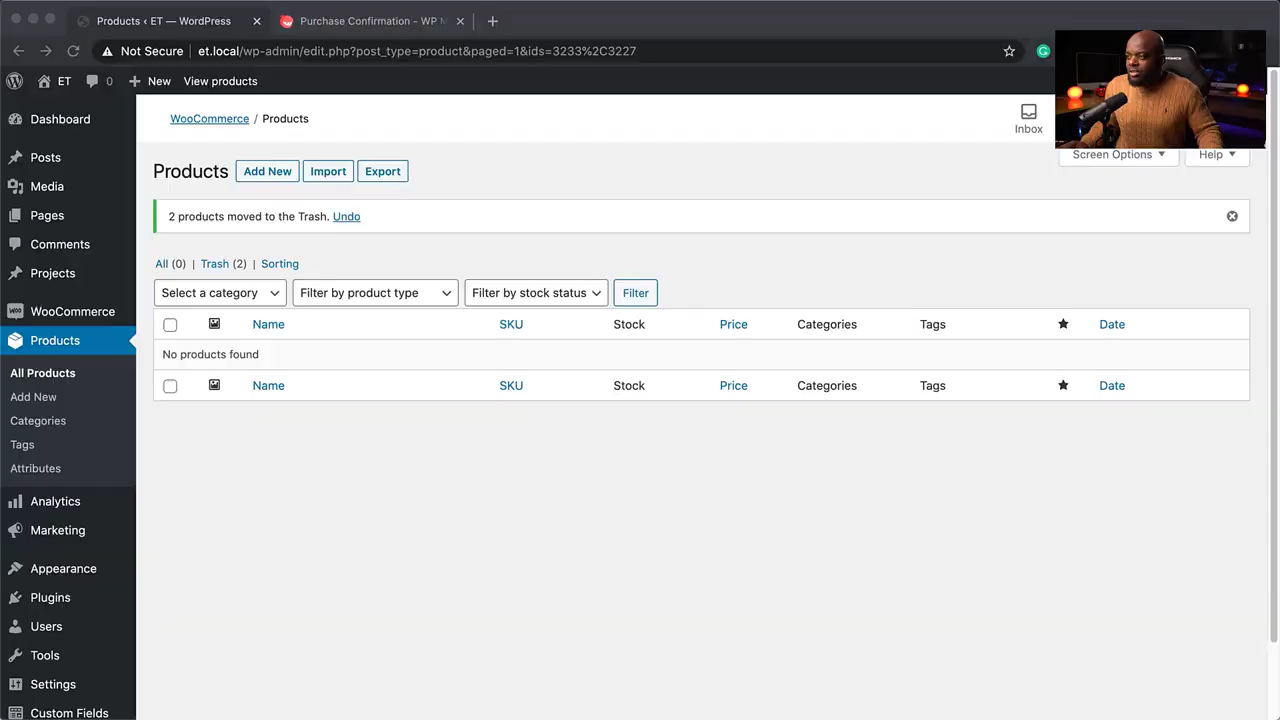 Products ‹ ET — WordPress
Purchase Confirmation - WP M
Not Secure et.local/wp-admin/edit.php?post_type=product&paged=1&ids=3233%2C3227
ET 0 New View products
Dashboard
Posts
Media
Pages
Comments
Projects
WooCommerce
Products
All Products
Add New
Categories
Tags
Attributes
Analytics
Marketing
Appearance
Plugins
Users
Tools
Settings
Custom Fields
WooCommerce / Products
Inbox
Screen Options Help
Products Add New Import Export
2 products moved to the Trash. Undo
All (0) | Trash (2) | Sorting
Select a category Filter by product type Filter by stock status Filter
Name SKU Stock Price Categories Tags Date
No products found
Name SKU Stock Price Categories Tags Date